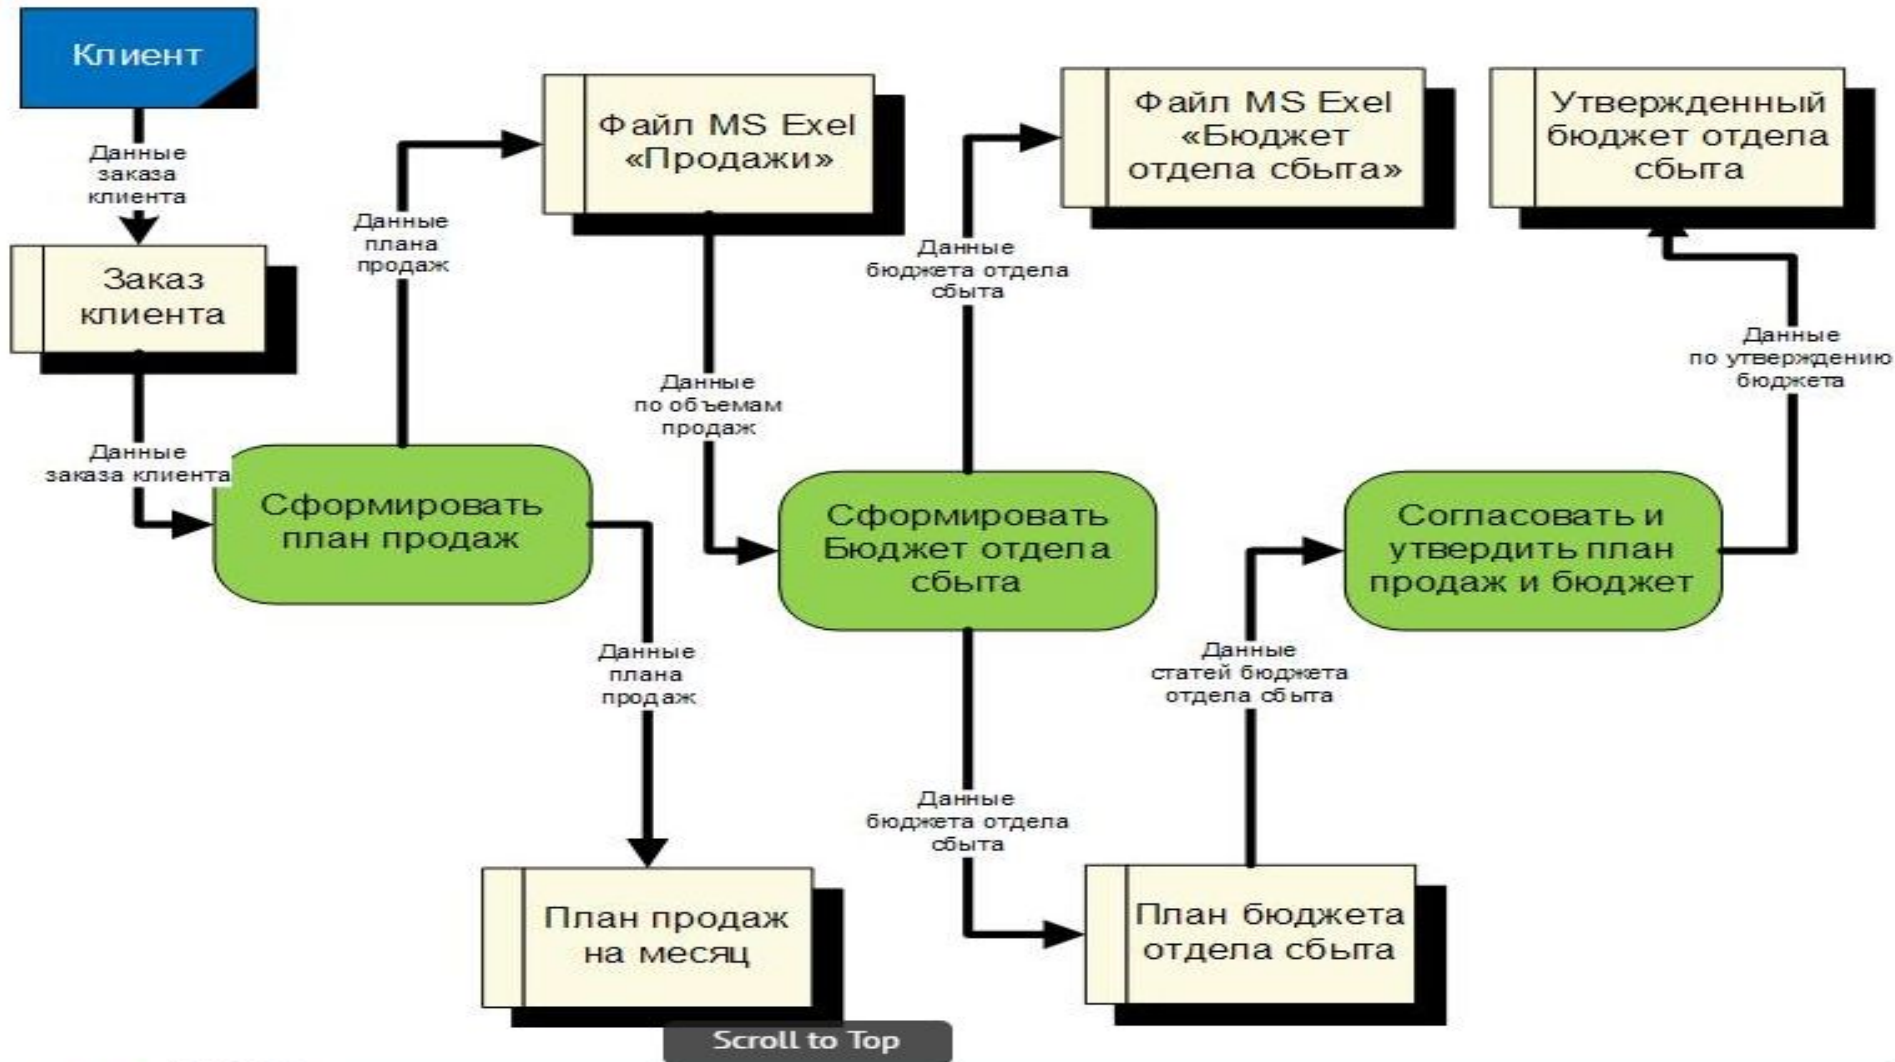 Клиент
Данные
заказа
клиента
Заказ
клиента
Данные
заказа клиента
Сформировать
план продаж
Данные
плана
продаж
Файл MS Exel
«Продажи»
Данные
плана
продаж
План продаж
на месяц
Данные
по объемам
продаж
Сформировать
Бюджет отдела
сбыта
Данные
бюджета отдела
сбыта
Файл MS Exel
«Бюджет
отдела сбыта»
Данные
бюджета отдела
сбыта
План бюджета
отдела сбыта
Данные
статей бюджета
отдела сбыта
Согласовать и
утвердить план
продаж и бюджет
Данные
по утверждению
бюджета
Утвержденный
бюджет отдела
сбыта
Scroll to Top